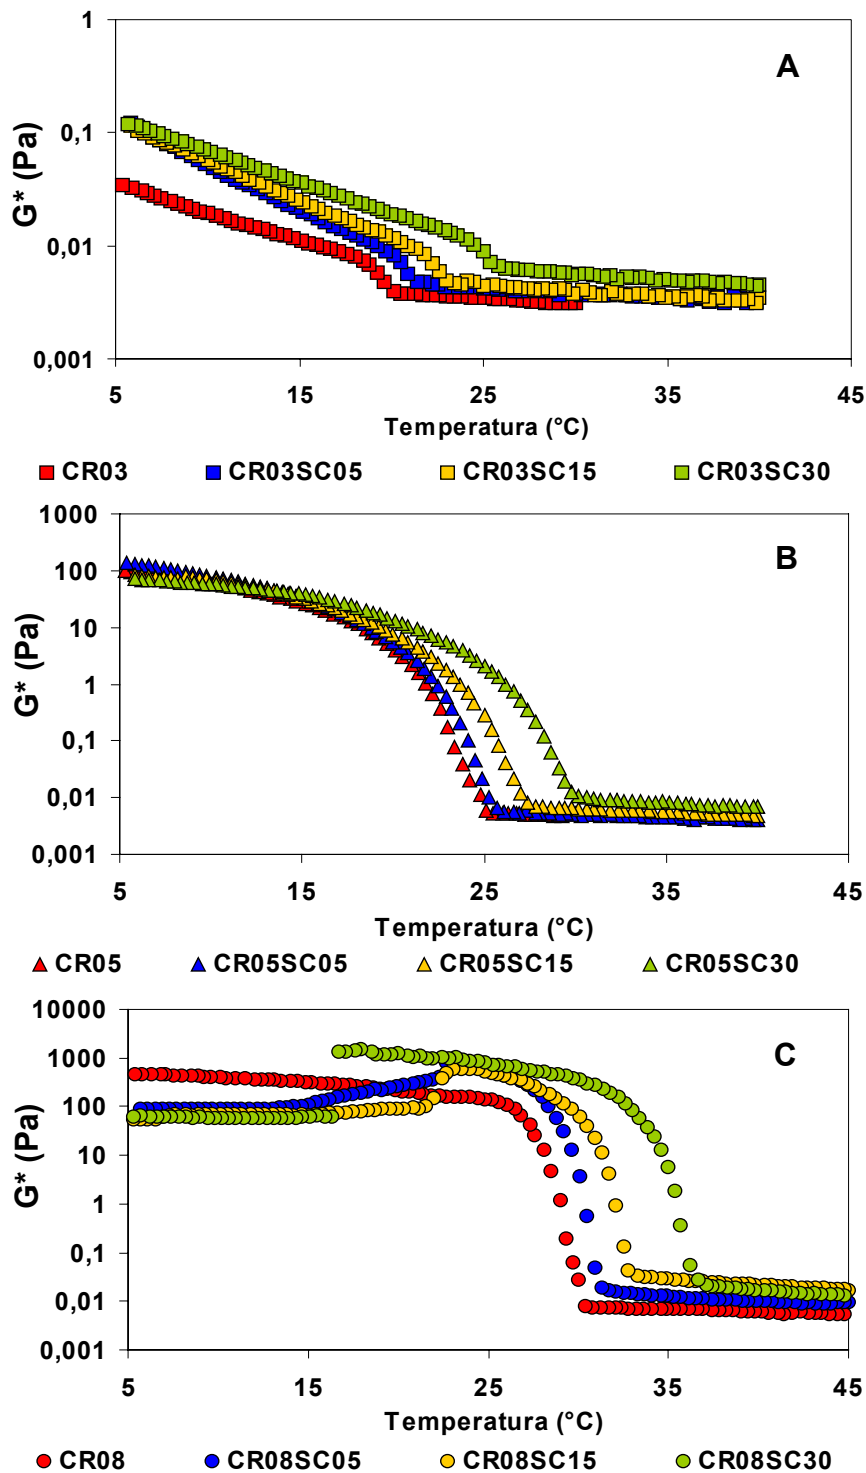 1
A
0,1
G* (Pa)
0,01
0,001
5 15 25 35 45
Temperatura (°C)
CR03 CR03SC05 CR03SC15 CR03SC30
1000
B
100
10
G* (Pa)
1
0,1
0,01
0,001
5 15 25 35 45
Temperatura (°C)
CR05 CR05SC05 CR05SC15 CR05SC30
10000
C
1000
100
G* (Pa)
10
1
0,1
0,01
0,001
5 15 25 35 45
Temperatura (°C)
CR08 CR08SC05 CR08SC15 CR08SC30